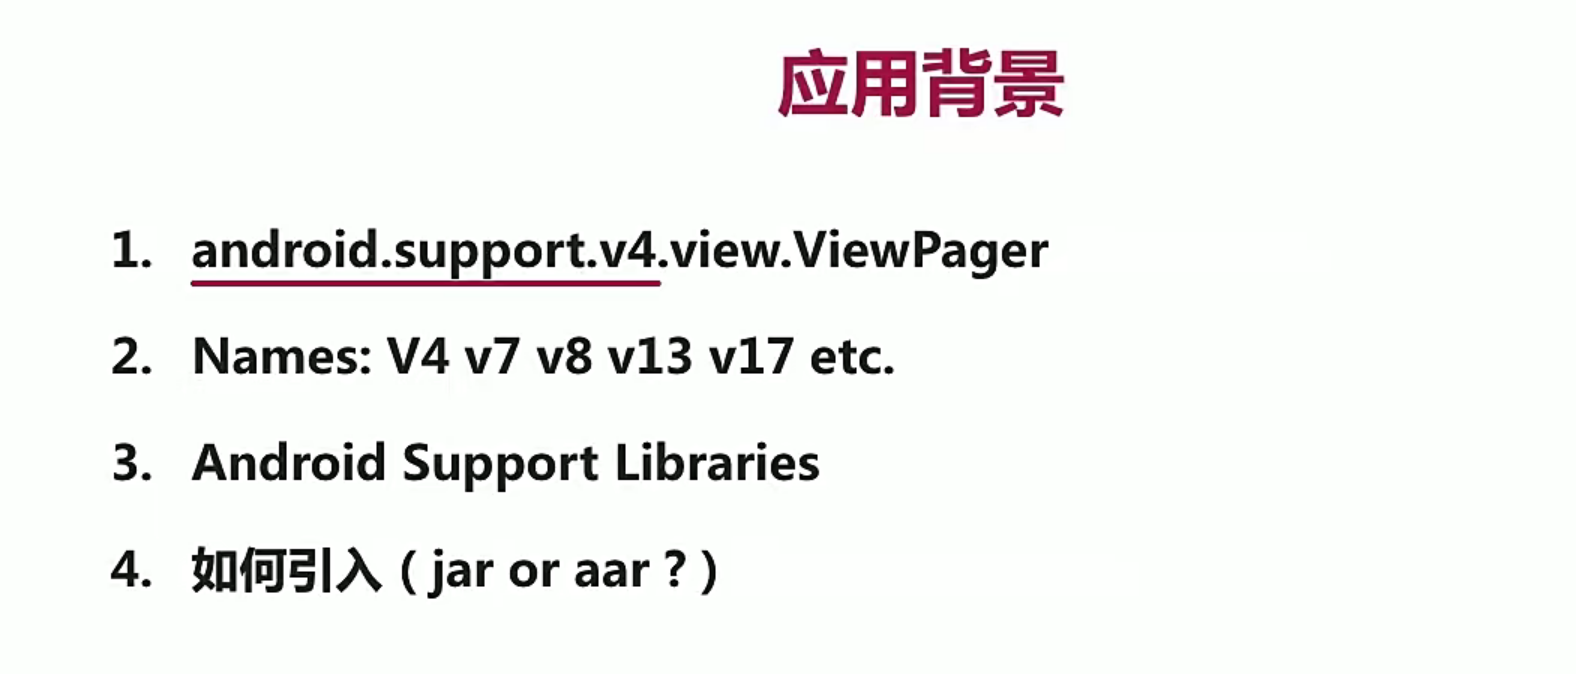 应用背景
1. android.support.v4.view.ViewPager
2. Names: V4 v7 v8 v13 v17 etc.
3. Android Support Libraries
4. 如何引入（jar or aar？）